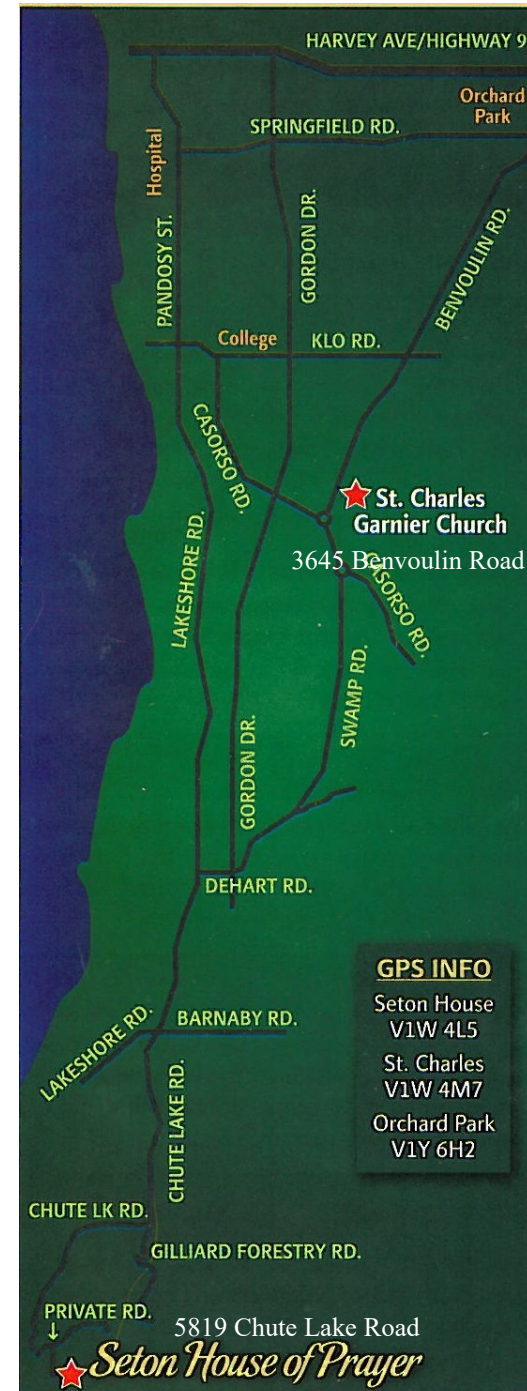 HARVEY AVE/HIGHWAY 9
Orchard
Park
SPRINGFIELD RD.
Hospital
PANDOSY ST.
GORDON DR.
BENVOULIN RD.
College
KLO RD.
CASORSO RD.
St. Charles
Garnier Church
3645 Benvoulin Road
CASORSO RD.
LAKESHORE RD.
SWAMP RD.
GORDON DR.
DEHART RD.
GPS INFO
Seton House
V1W 4L5
St. Charles
V1W 4M7
Orchard Park
V1Y 6H2
LAKESHORE RD.
BARNABY RD.
CHUTE LAKE RD.
CHUTE LK RD.
GILLIARD FORESTRY RD.
PRIVATE RD.
5819 Chute Lake Road
Seton House of Prayer